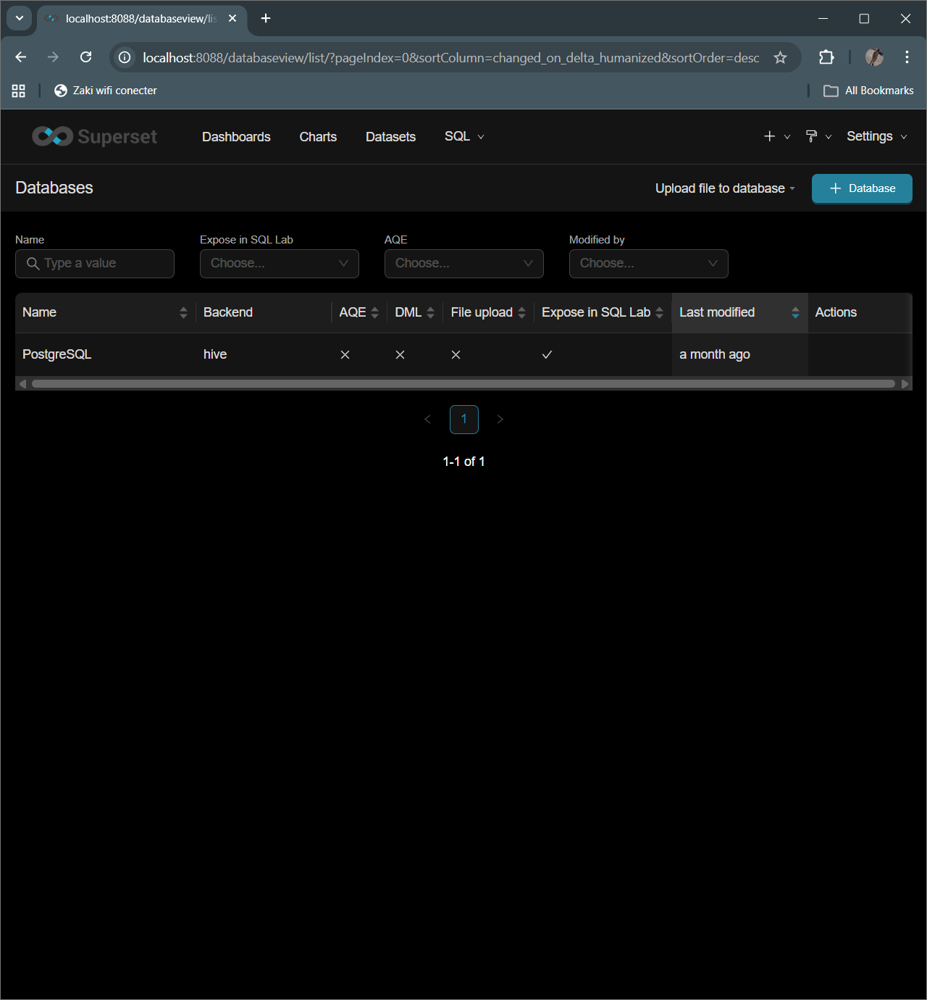 localhost:8088/databaseview/lis
localhost:8088/databaseview/list/?pageIndex=0&sortColumn=changed_on_delta_humanized&sortOrder=desc
Zaki wifi conecter
All Bookmarks
Superset
Dashboards
Charts
Datasets
SQL
Settings
Databases
Upload file to database
Database
Name
Expose in SQL Lab
AQE
Modified by
Type a value
Choose...
Choose...
Choose...
Name
Backend
AQE
DML
File upload
Expose in SQL Lab
Last modified
Actions
PostgreSQL
hive
a month ago
1
1-1 of 1